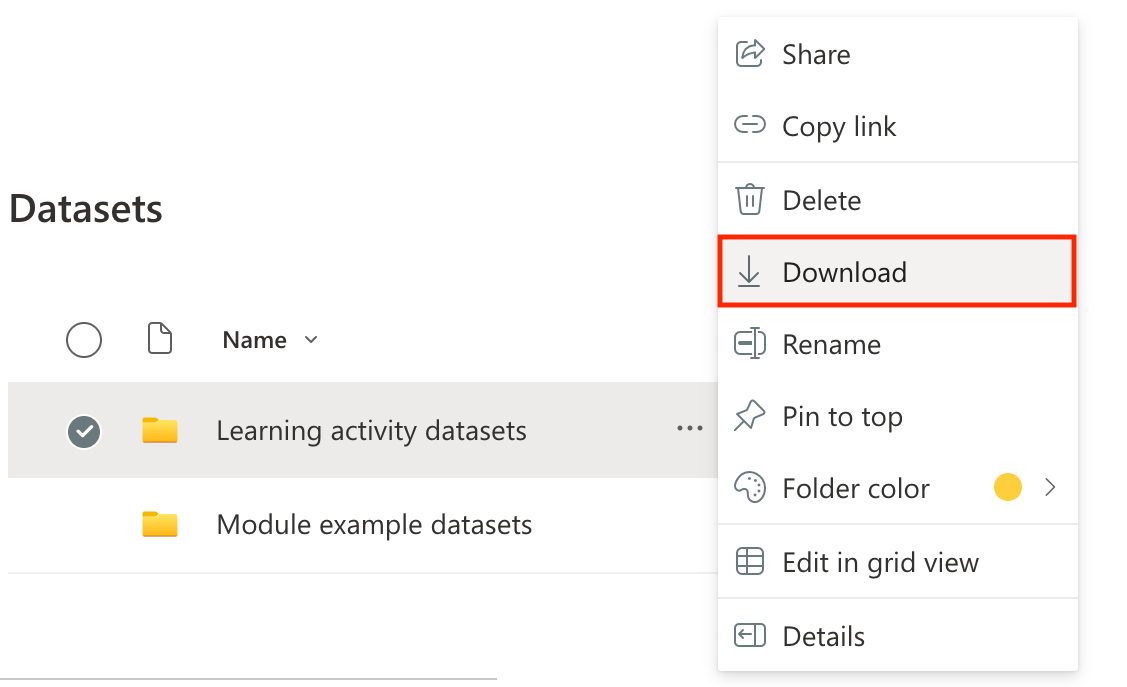 Datasets
Name
Learning activity datasets
Module example datasets
Share
Copy link
Delete
Download
Rename
Pin to top
Folder color
Edit in grid view
Details